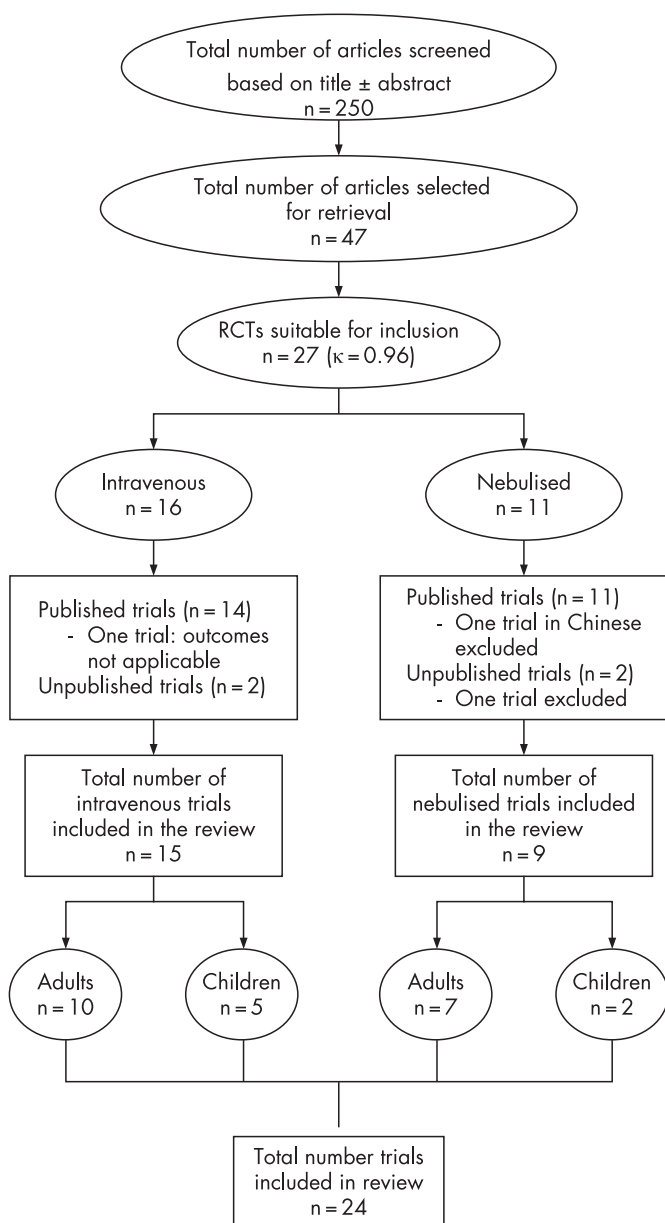 Total number of articles screened
based on title ± abstract
n = 250
Total number of articles selected
for retrieval
n = 47
RCTs suitable for inclusion
n = 27 (κ = 0.96)
Intravenous
n = 16
Nebulised
n = 11
Published trials (n = 14)
- One trial: outcomes
not applicable
Unpublished trials (n = 2)
Published trials (n = 11)
- One trial in Chinese
excluded
Unpublished trials (n = 2)
- One trial excluded
Total number of
intravenous trials
included in the review
n = 15
Total number of
nebulised trials included
in the review
n = 9
Adults
n = 10
Children
n = 5
Adults
n = 7
Children
n = 2
Total number trials
included in review
n = 24